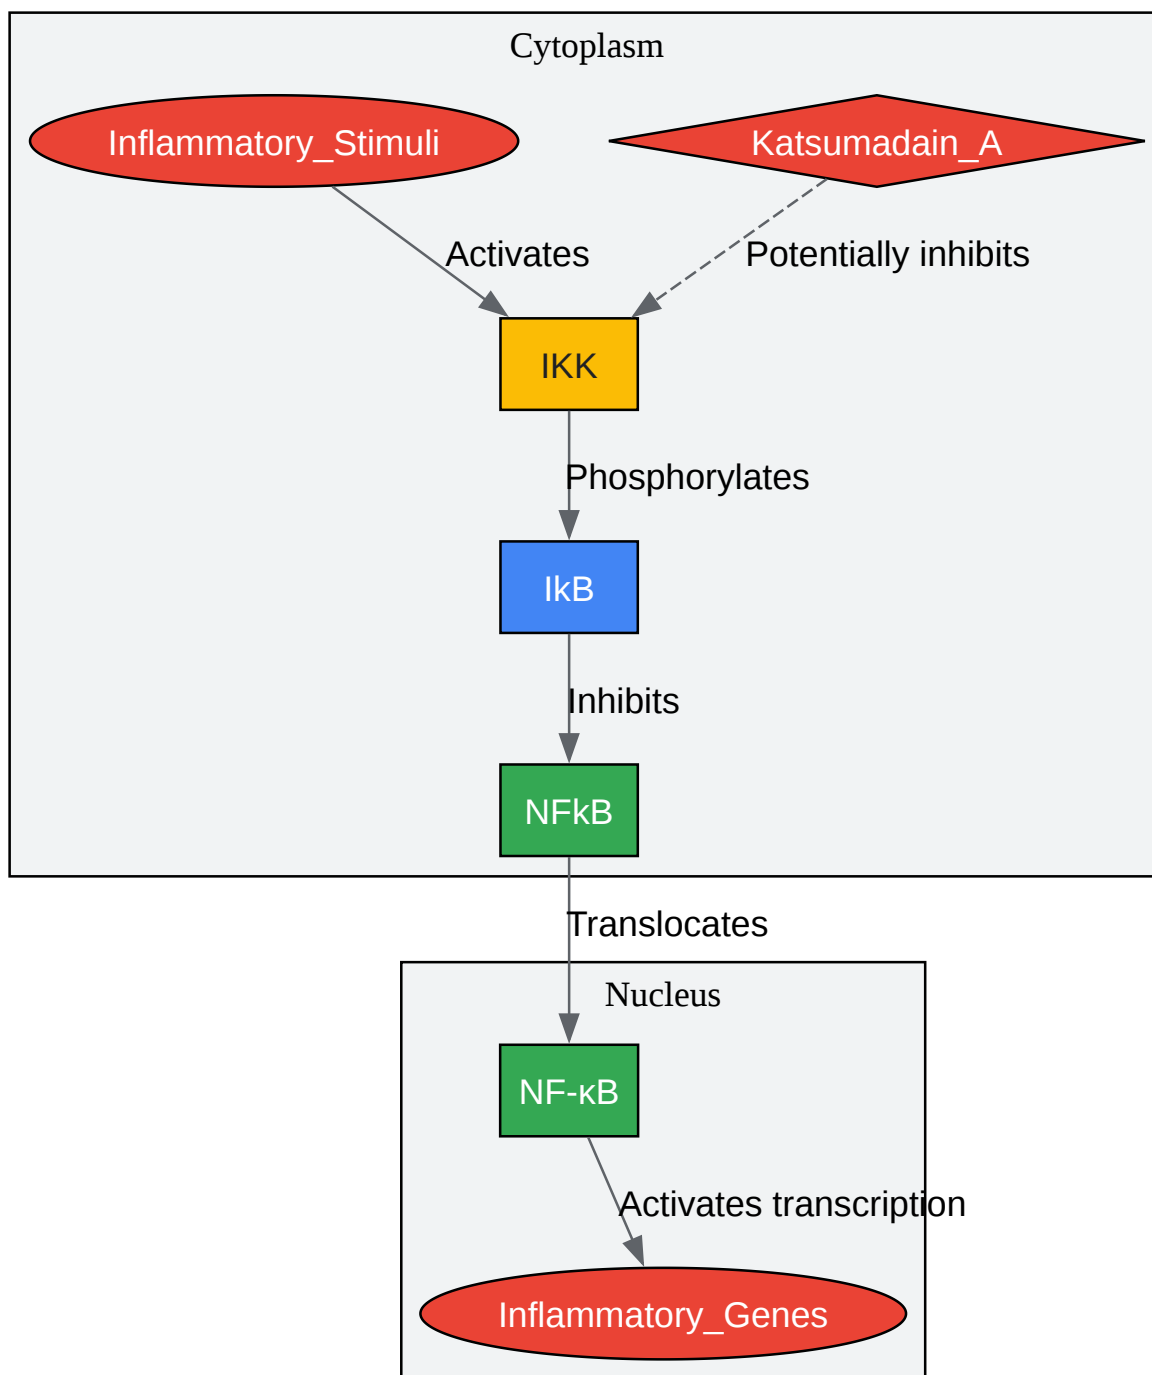 Cytoplasm
Inflammatory_Stimuli
Katsumadain_A
Activates
Potentially inhibits
IKK
Phosphorylates
IkB
Inhibits
NFkB
Translocates
Nucleus
NF-κB
Activates transcription
Inflammatory_Genes